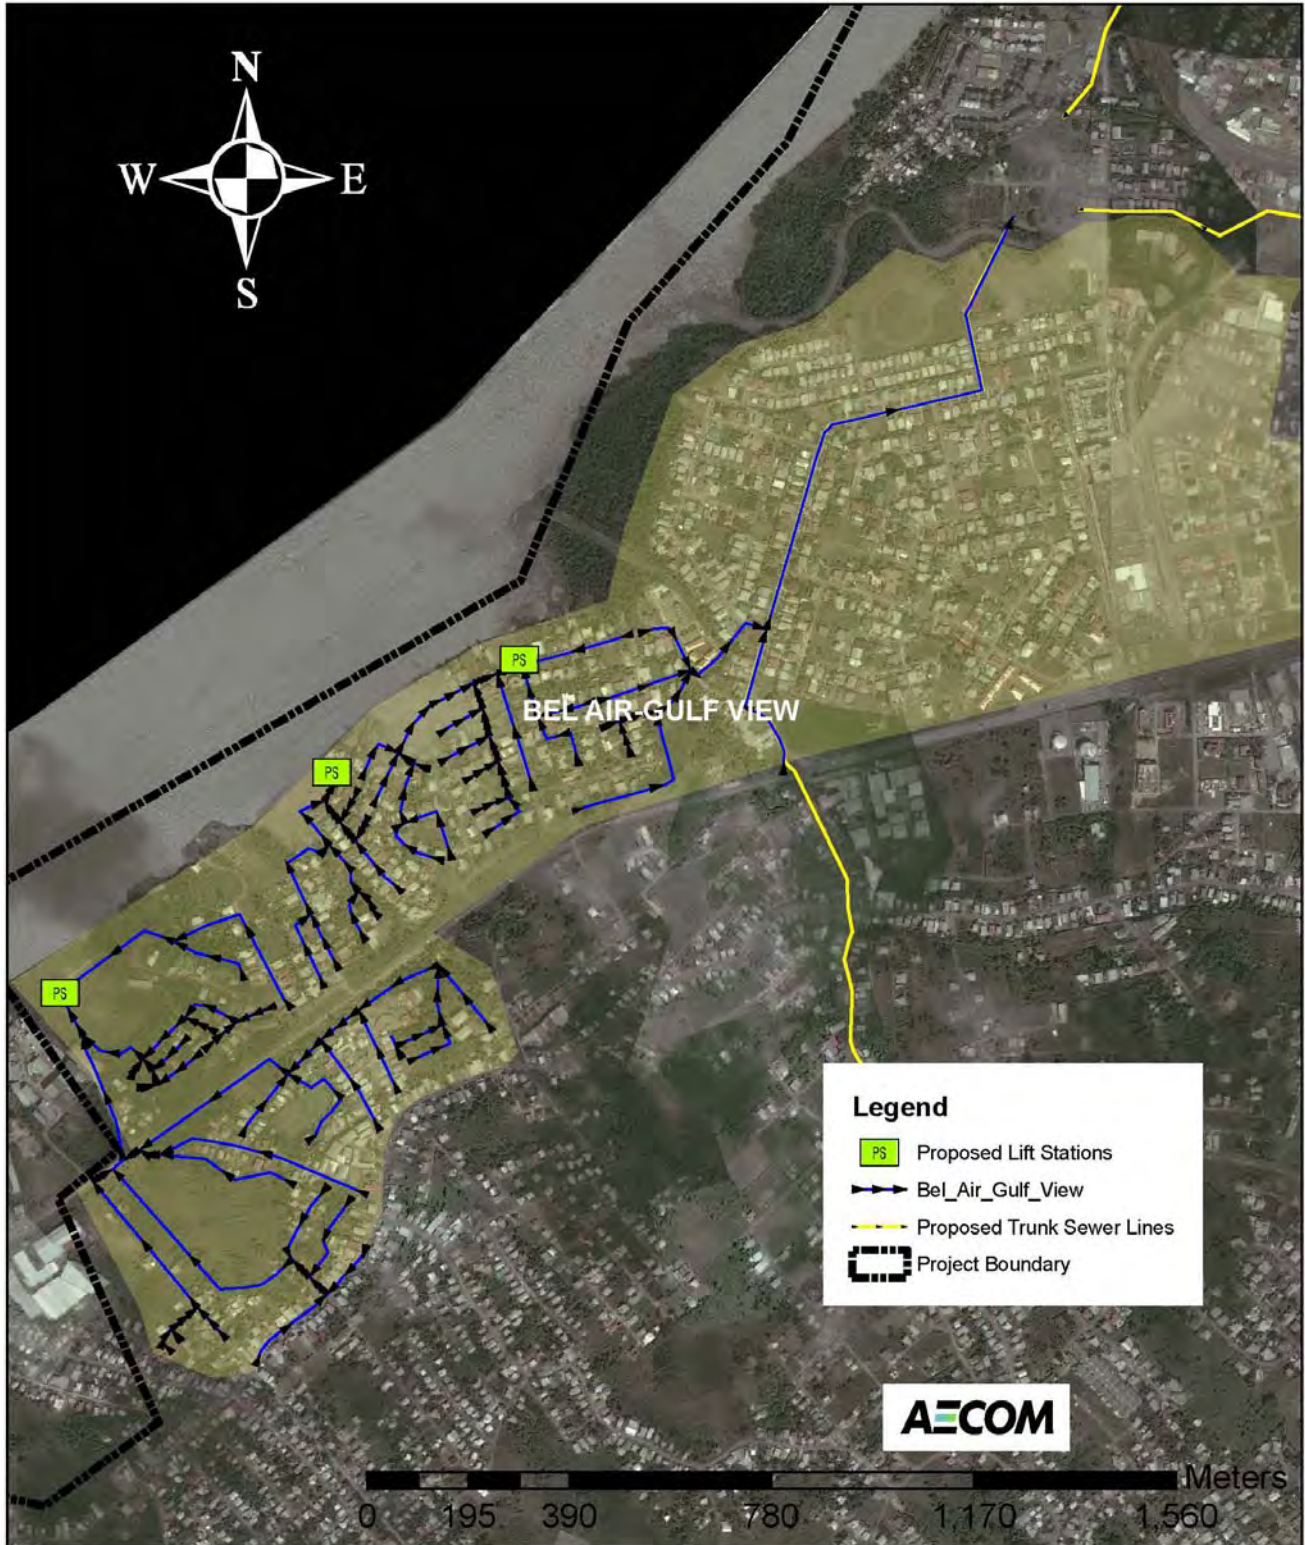 N
W E
S
PS
BEL AIR-GULF VIEW
PS
PS
Legend
PS Proposed Lift Stations
Bel_Air_Gulf_View
Proposed Trunk Sewer Lines
Project Boundary
AECOM
Meters
0 195 390 780 1,170 1,560